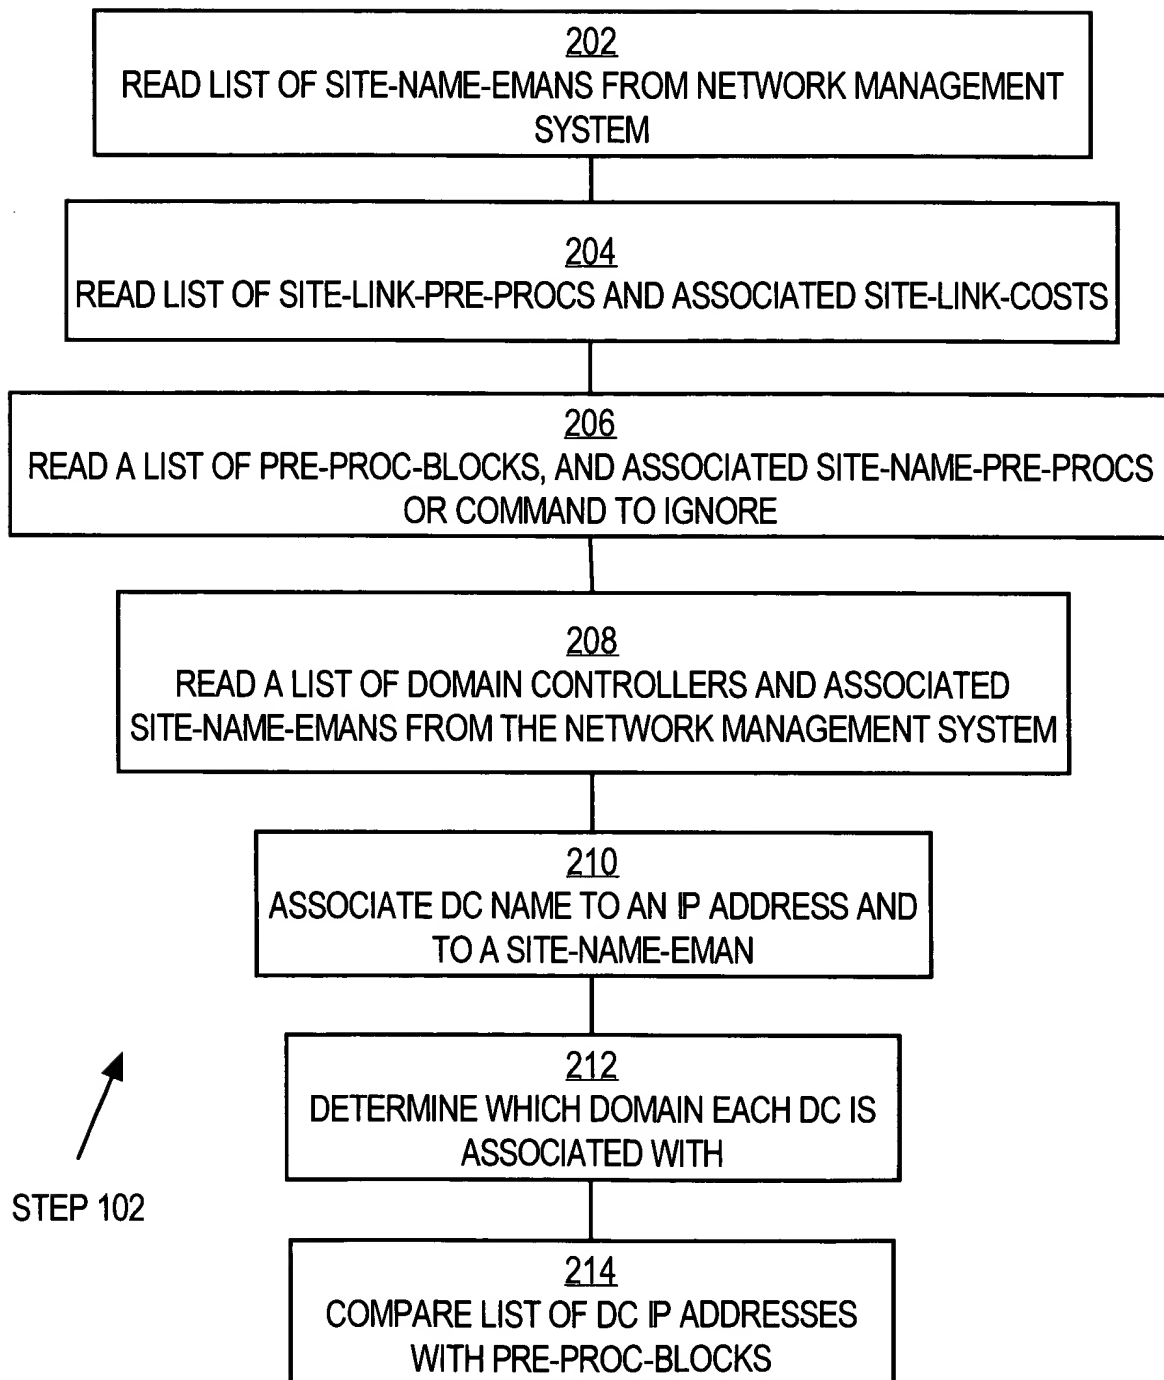 202
READ LIST OF SITE-NAME-EMANS FROM NETWORK MANAGEMENT
SYSTEM
204
READ LIST OF SITE-LINK-PRE-PROCS AND ASSOCIATED SITE-LINK-COSTS
206
READ A LIST OF PRE-PROC-BLOCKS, AND ASSOCIATED SITE-NAME-PRE-PROCS
OR COMMAND TO IGNORE
208
READ A LIST OF DOMAIN CONTROLLERS AND ASSOCIATED
SITE-NAME-EMANS FROM THE NETWORK MANAGEMENT SYSTEM
210
ASSOCIATE DC NAME TO AN IP ADDRESS AND
TO A SITE-NAME-EMAN
212
DETERMINE WHICH DOMAIN EACH DC IS
ASSOCIATED WITH
STEP 102
214
COMPARE LIST OF DC IP ADDRESSES
WITH PRE-PROC-BLOCKS